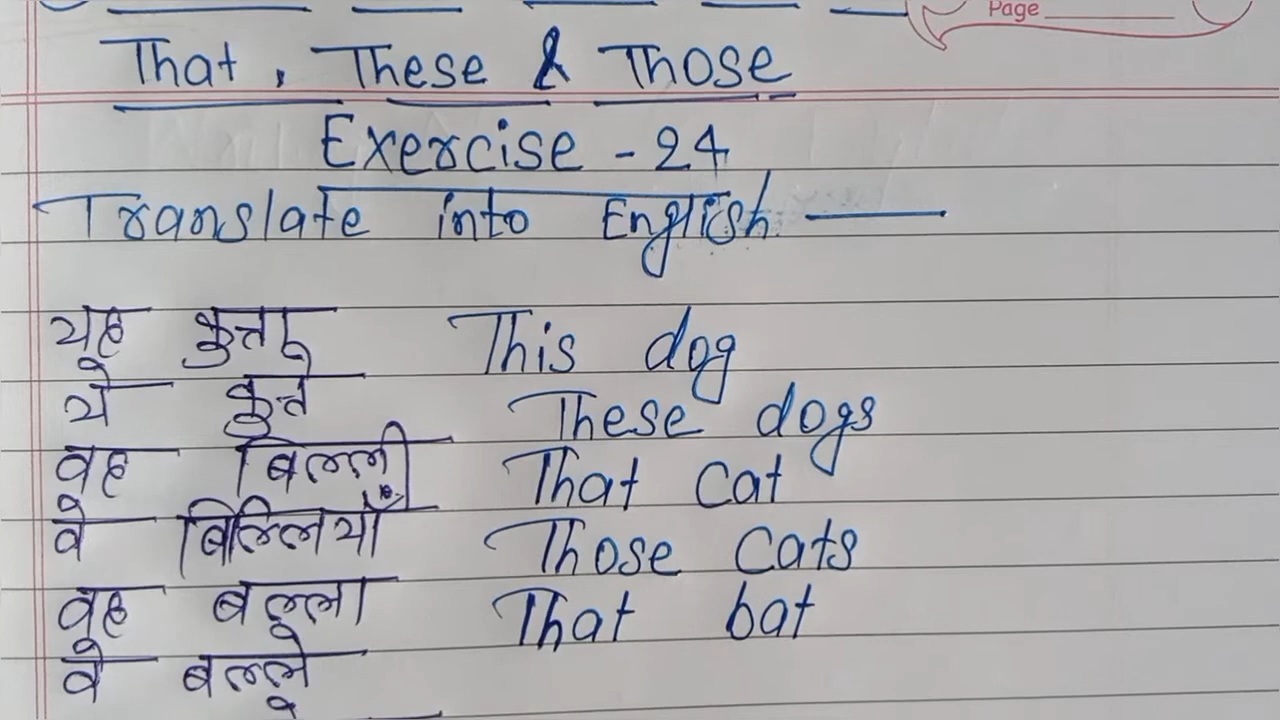 Page
That, These & Those
Exercise - 24
Translate into English
यह कुत्ता This dog
ये कुत्ते These dogs
वह बिल्ली That cat
वे बिल्लियाँ Those cats
वह बल्ला That bat
वे बल्ले